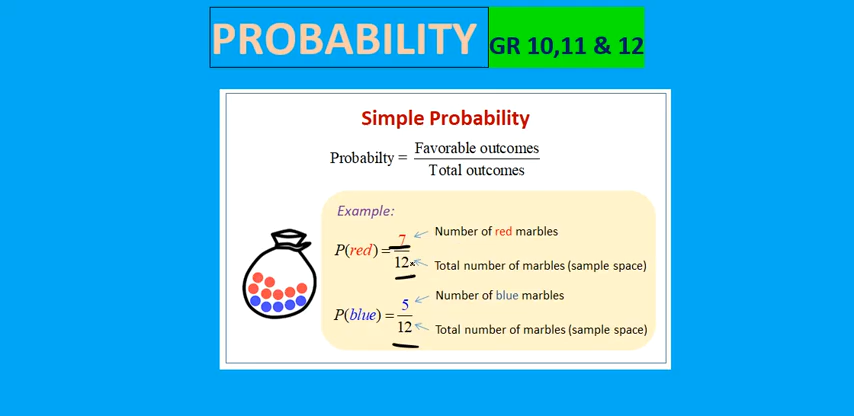 PROBABILITY GR 10,11 & 12
Simple Probability
Probabilty = Favorable outcomes / Total outcomes
Example:
P(red) = 7/12
Number of red marbles
Total number of marbles (sample space)
P(blue) = 5/12
Number of blue marbles
Total number of marbles (sample space)